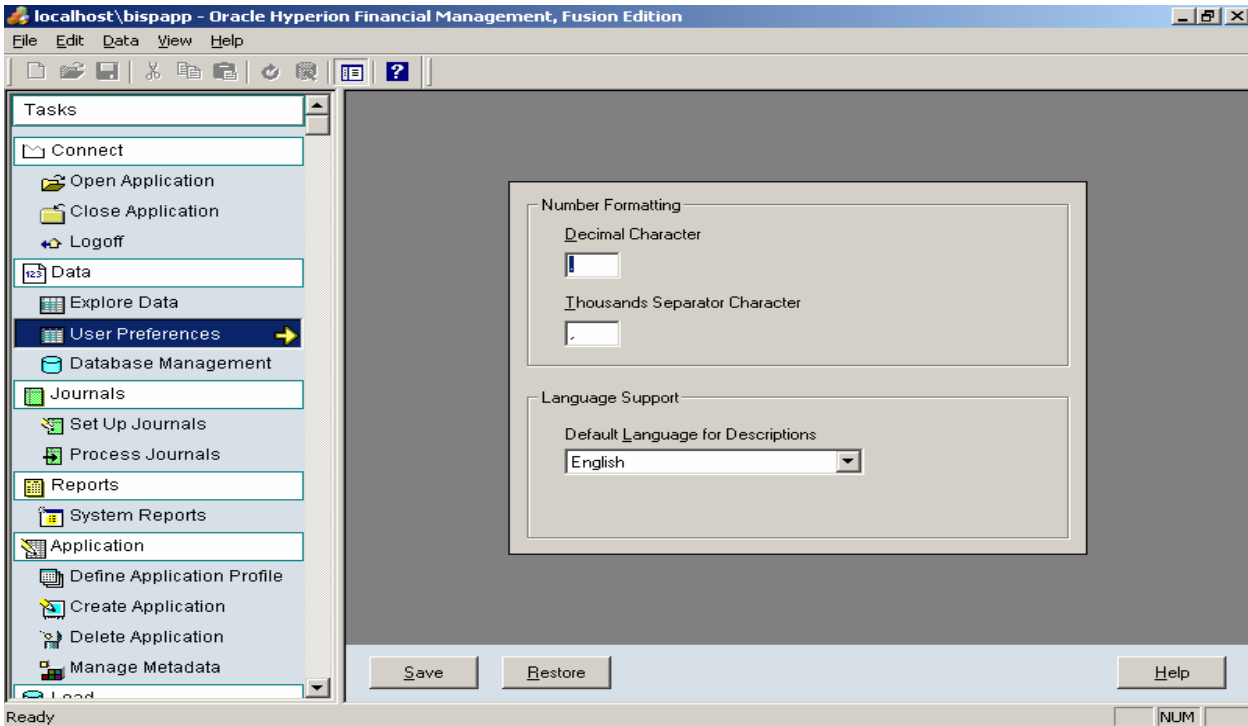 localhost\bispapp - Oracle Hyperion Financial Management, Fusion Edition
File Edit Data View Help
Tasks
Connect
Open Application
Close Application
Logoff
123 Data
Explore Data
User Preferences
Database Management
Journals
Set Up Journals
Process Journals
Reports
System Reports
Application
Define Application Profile
Create Application
Delete Application
Manage Metadata
Load
Number Formatting
Decimal Character
.
Thousands Separator Character
,
Language Support
Default Language for Descriptions
English
Save Restore Help
Ready NUM